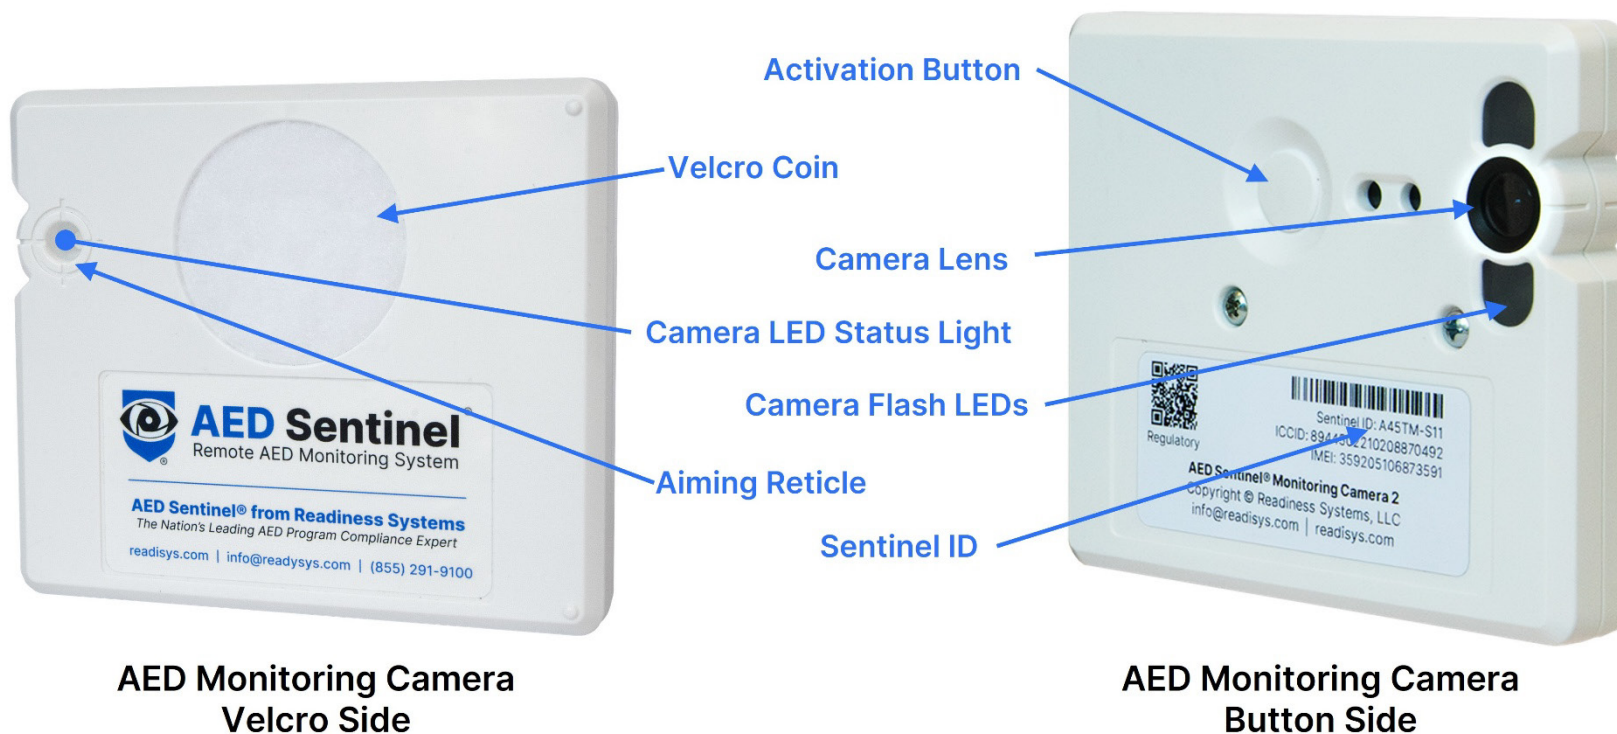 Activation Button
Velcro Coin
Camera Lens
Camera LED Status Light
Camera Flash LEDs
Aiming Reticle
Sentinel ID
AED Sentinel®
Remote AED Monitoring System
®
AED Sentinel® from Readiness Systems
The Nation's Leading AED Program Compliance Expert
readisys.com | info@readysys.com | (855) 291-9100
Regulatory
Sentinel ID: A45TM-S11
ICCID: 8944502210208870492
IMEI: 359205106873591
AED Sentinel® Monitoring Camera 2
Copyright © Readiness Systems, LLC
info@readisys.com | readisys.com
AED Monitoring Camera
Velcro Side
AED Monitoring Camera
Button Side